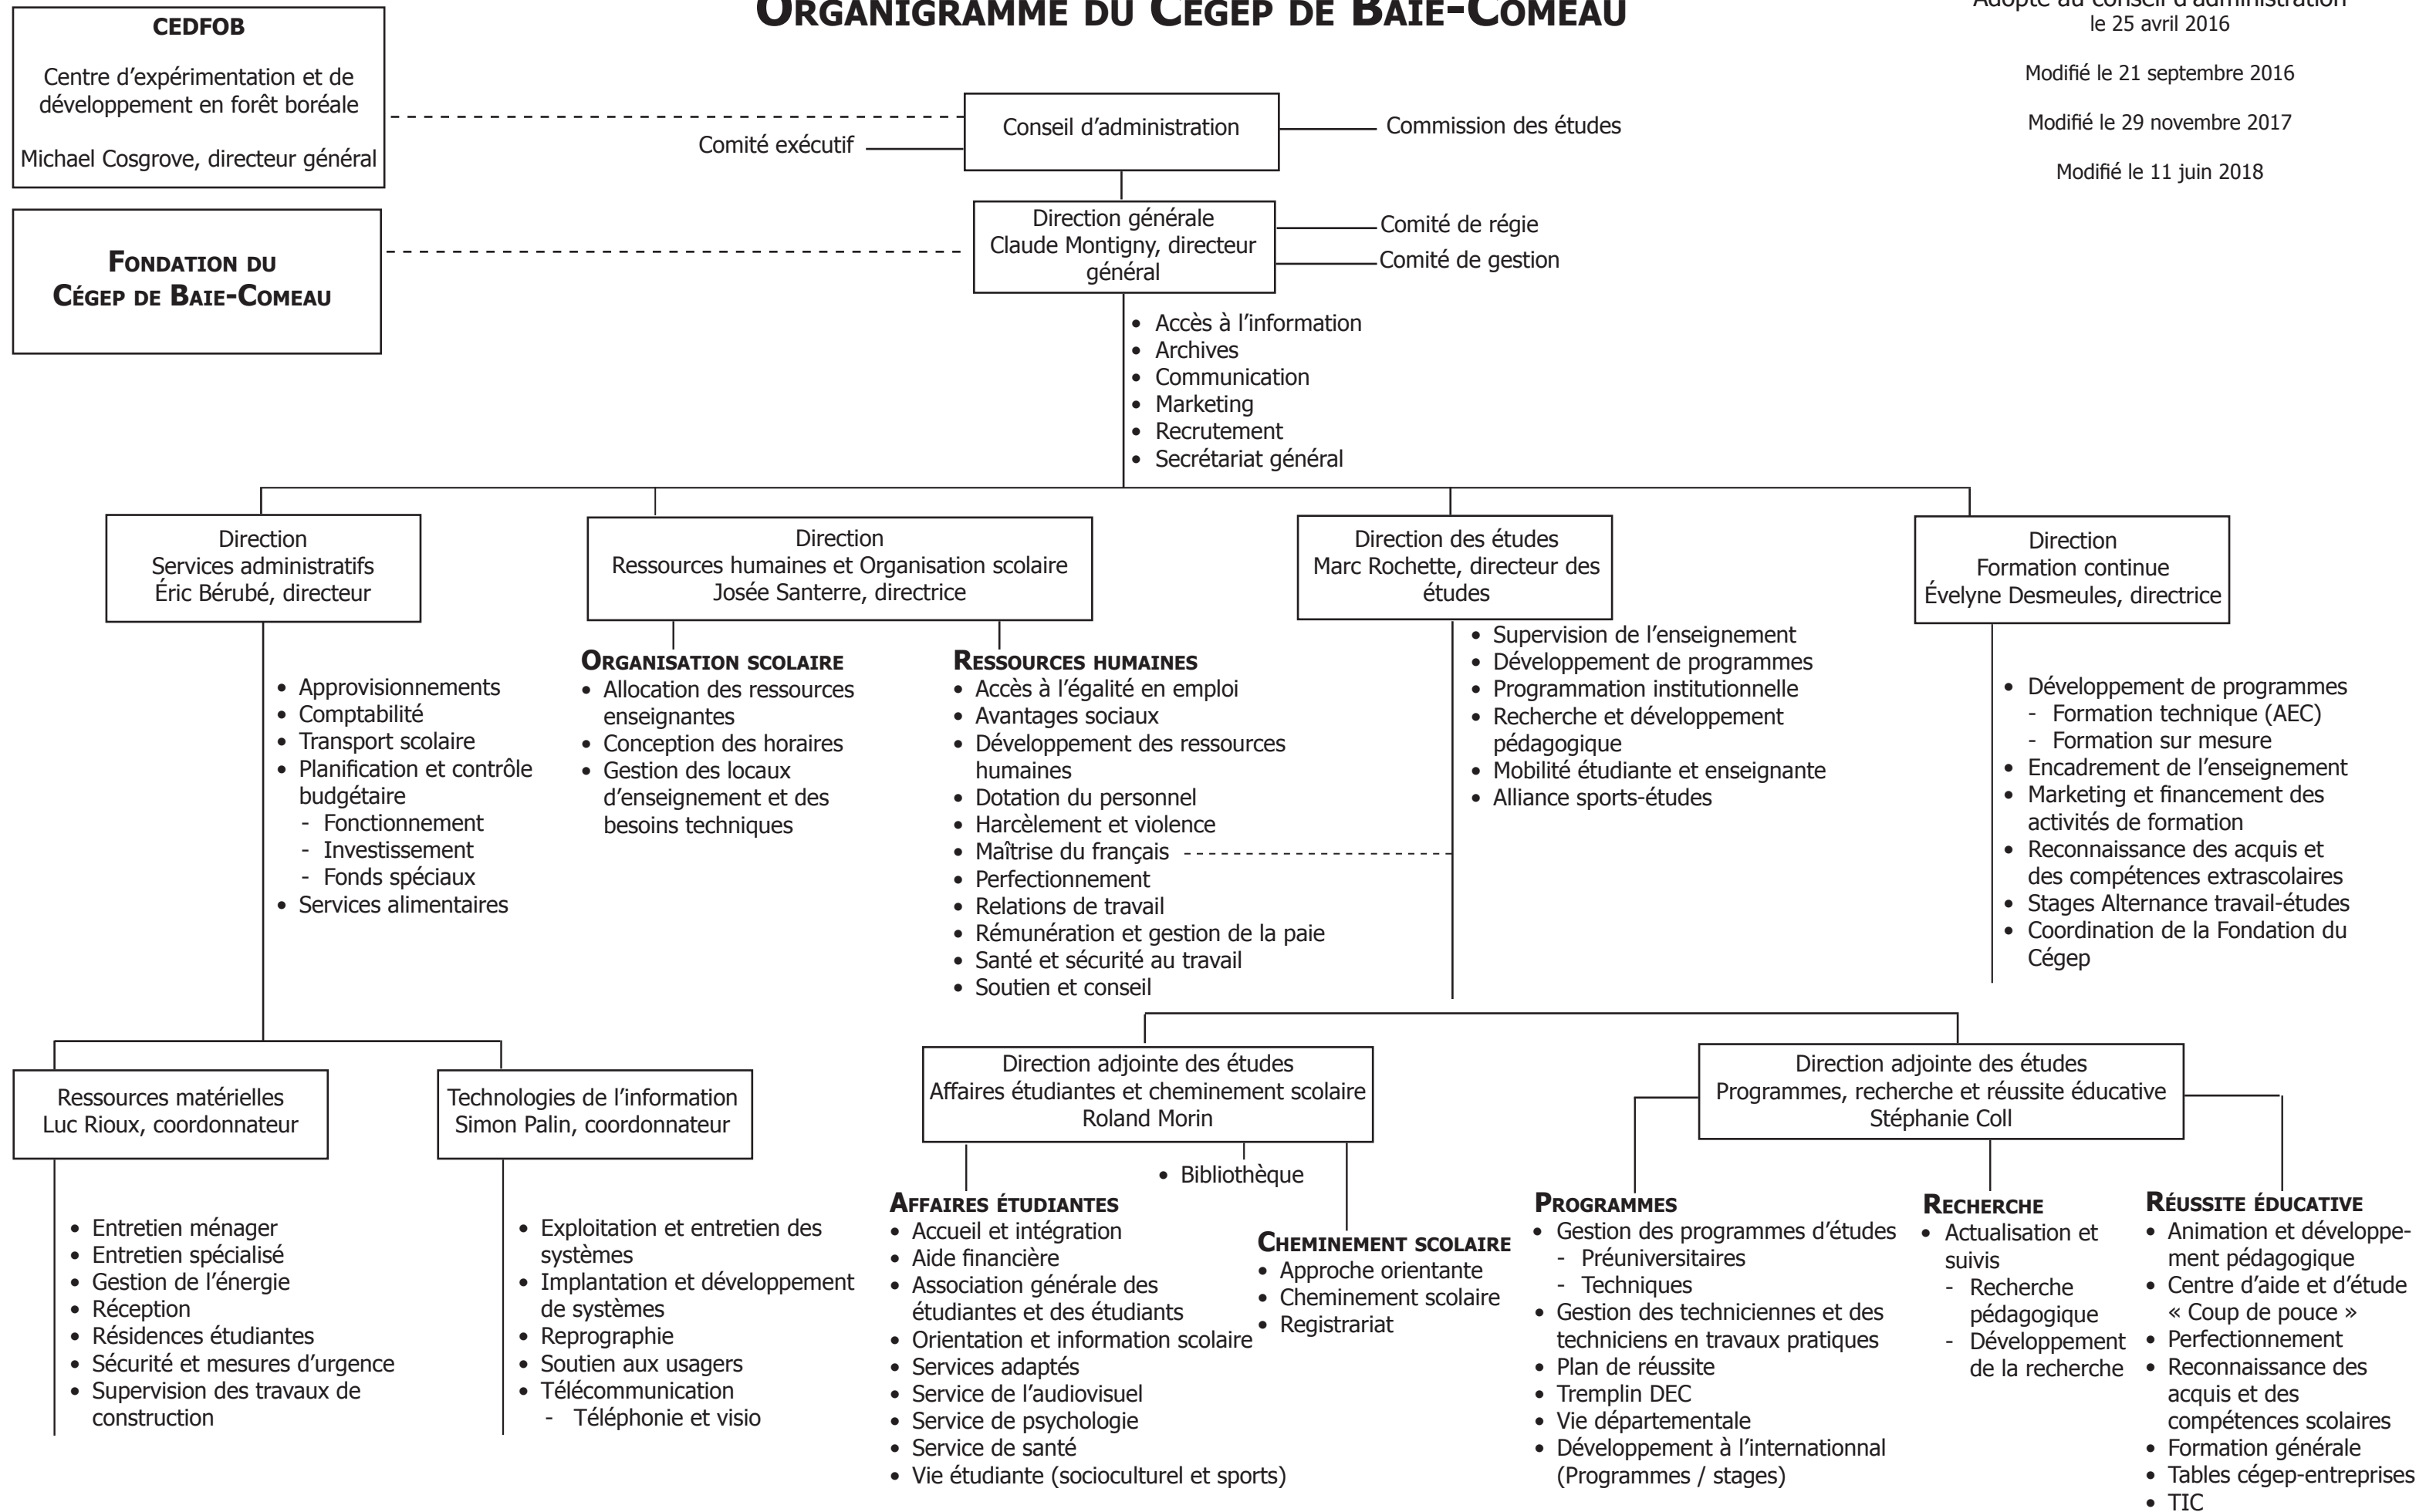 ORGANIGRAMME DU CÉGEP DE BAIE-COMEAU
Adopté au conseil d'administration
le 25 avril 2016
Modifié le 21 septembre 2016
Modifié le 29 novembre 2017
Modifié le 11 juin 2018
CEDFOB
Centre d'expérimentation et de
développement en forêt boréale
Michael Cosgrove, directeur général
FONDATION DU
CÉGEP DE BAIE-COMEAU
Conseil d'administration
Comité exécutif
Commission des études
Direction générale
Claude Montigny, directeur
général
Comité de régie
Comité de gestion
• Accès à l'information
• Archives
• Communication
• Marketing
• Recrutement
• Secrétariat général
Direction
Services administratifs
Éric Bérubé, directeur
• Approvisionnements
• Comptabilité
• Transport scolaire
• Planification et contrôle
budgétaire
- Fonctionnement
- Investissement
- Fonds spéciaux
• Services alimentaires
Direction
Ressources humaines et Organisation scolaire
Josée Santerre, directrice
ORGANISATION SCOLAIRE
• Allocation des ressources
enseignantes
• Conception des horaires
• Gestion des locaux
d'enseignement et des
besoins techniques
RESSOURCES HUMAINES
• Accès à l'égalité en emploi
• Avantages sociaux
• Développement des ressources
humaines
• Dotation du personnel
• Harcèlement et violence
• Maîtrise du français
• Perfectionnement
• Relations de travail
• Rémunération et gestion de la paie
• Santé et sécurité au travail
• Soutien et conseil
Direction des études
Marc Rochette, directeur des
études
• Supervision de l'enseignement
• Développement de programmes
• Programmation institutionnelle
• Recherche et développement
pédagogique
• Mobilité étudiante et enseignante
• Alliance sports-études
Direction
Formation continue
Évelyne Desmeules, directrice
• Développement de programmes
- Formation technique (AEC)
- Formation sur mesure
• Encadrement de l'enseignement
• Marketing et financement des
activités de formation
• Reconnaissance des acquis et
des compétences extrascolaires
• Stages Alternance travail-études
• Coordination de la Fondation du
Cégep
Ressources matérielles
Luc Rioux, coordonnateur
• Entretien ménager
• Entretien spécialisé
• Gestion de l'énergie
• Réception
• Résidences étudiantes
• Sécurité et mesures d'urgence
• Supervision des travaux de
construction
Technologies de l'information
Simon Palin, coordonnateur
• Exploitation et entretien des
systèmes
• Implantation et développement
de systèmes
• Reprographie
• Soutien aux usagers
• Télécommunication
- Téléphonie et visio
Direction adjointe des études
Affaires étudiantes et cheminement scolaire
Roland Morin
• Bibliothèque
AFFAIRES ÉTUDIANTES
• Accueil et intégration
• Aide financière
• Association générale des
étudiantes et des étudiants
• Orientation et information scolaire
• Services adaptés
• Service de l'audiovisuel
• Service de psychologie
• Service de santé
• Vie étudiante (socioculturel et sports)
CHEMINEMENT SCOLAIRE
• Approche orientante
• Cheminement scolaire
• Registrariat
Direction adjointe des études
Programmes, recherche et réussite éducative
Stéphanie Coll
PROGRAMMES
• Gestion des programmes d'études
- Préuniversitaires
- Techniques
• Gestion des techniciennes et des
techniciens en travaux pratiques
• Plan de réussite
• Tremplin DEC
• Vie départementale
• Développement à l'internationnal
(Programmes / stages)
RECHERCHE
• Actualisation et
suivis
- Recherche
pédagogique
- Développement
de la recherche
RÉUSSITE ÉDUCATIVE
• Animation et développe-
ment pédagogique
• Centre d'aide et d'étude
« Coup de pouce »
• Perfectionnement
• Reconnaissance des
acquis et des
compétences scolaires
• Formation générale
• Tables cégep-entreprises
• TIC